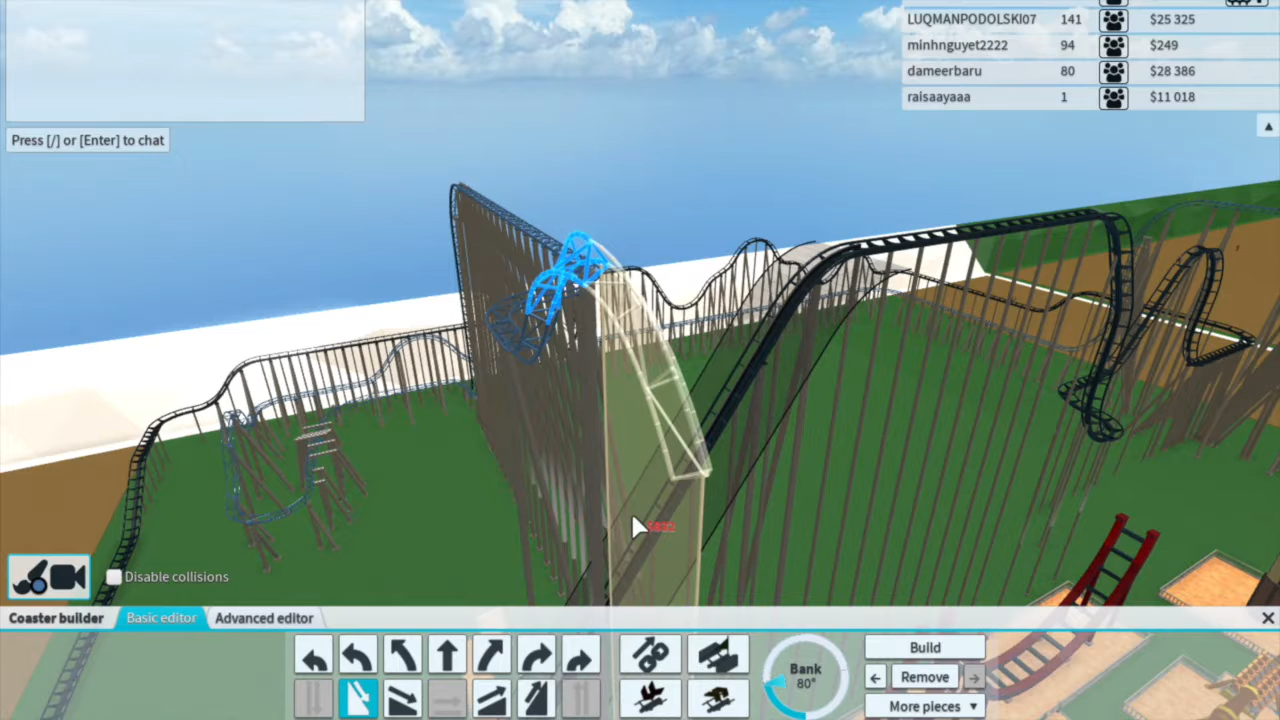 LUQMANPODOLSKI07 141 $25 325
minhnguyet2222 94 $249
dameerbaru 80 $28 386
raisaayaaa 1 $11 018
Press [/] or [Enter] to chat
Disable collisions
Coaster builder Basic editor Advanced editor
Bank
80°
Build
Remove
More pieces